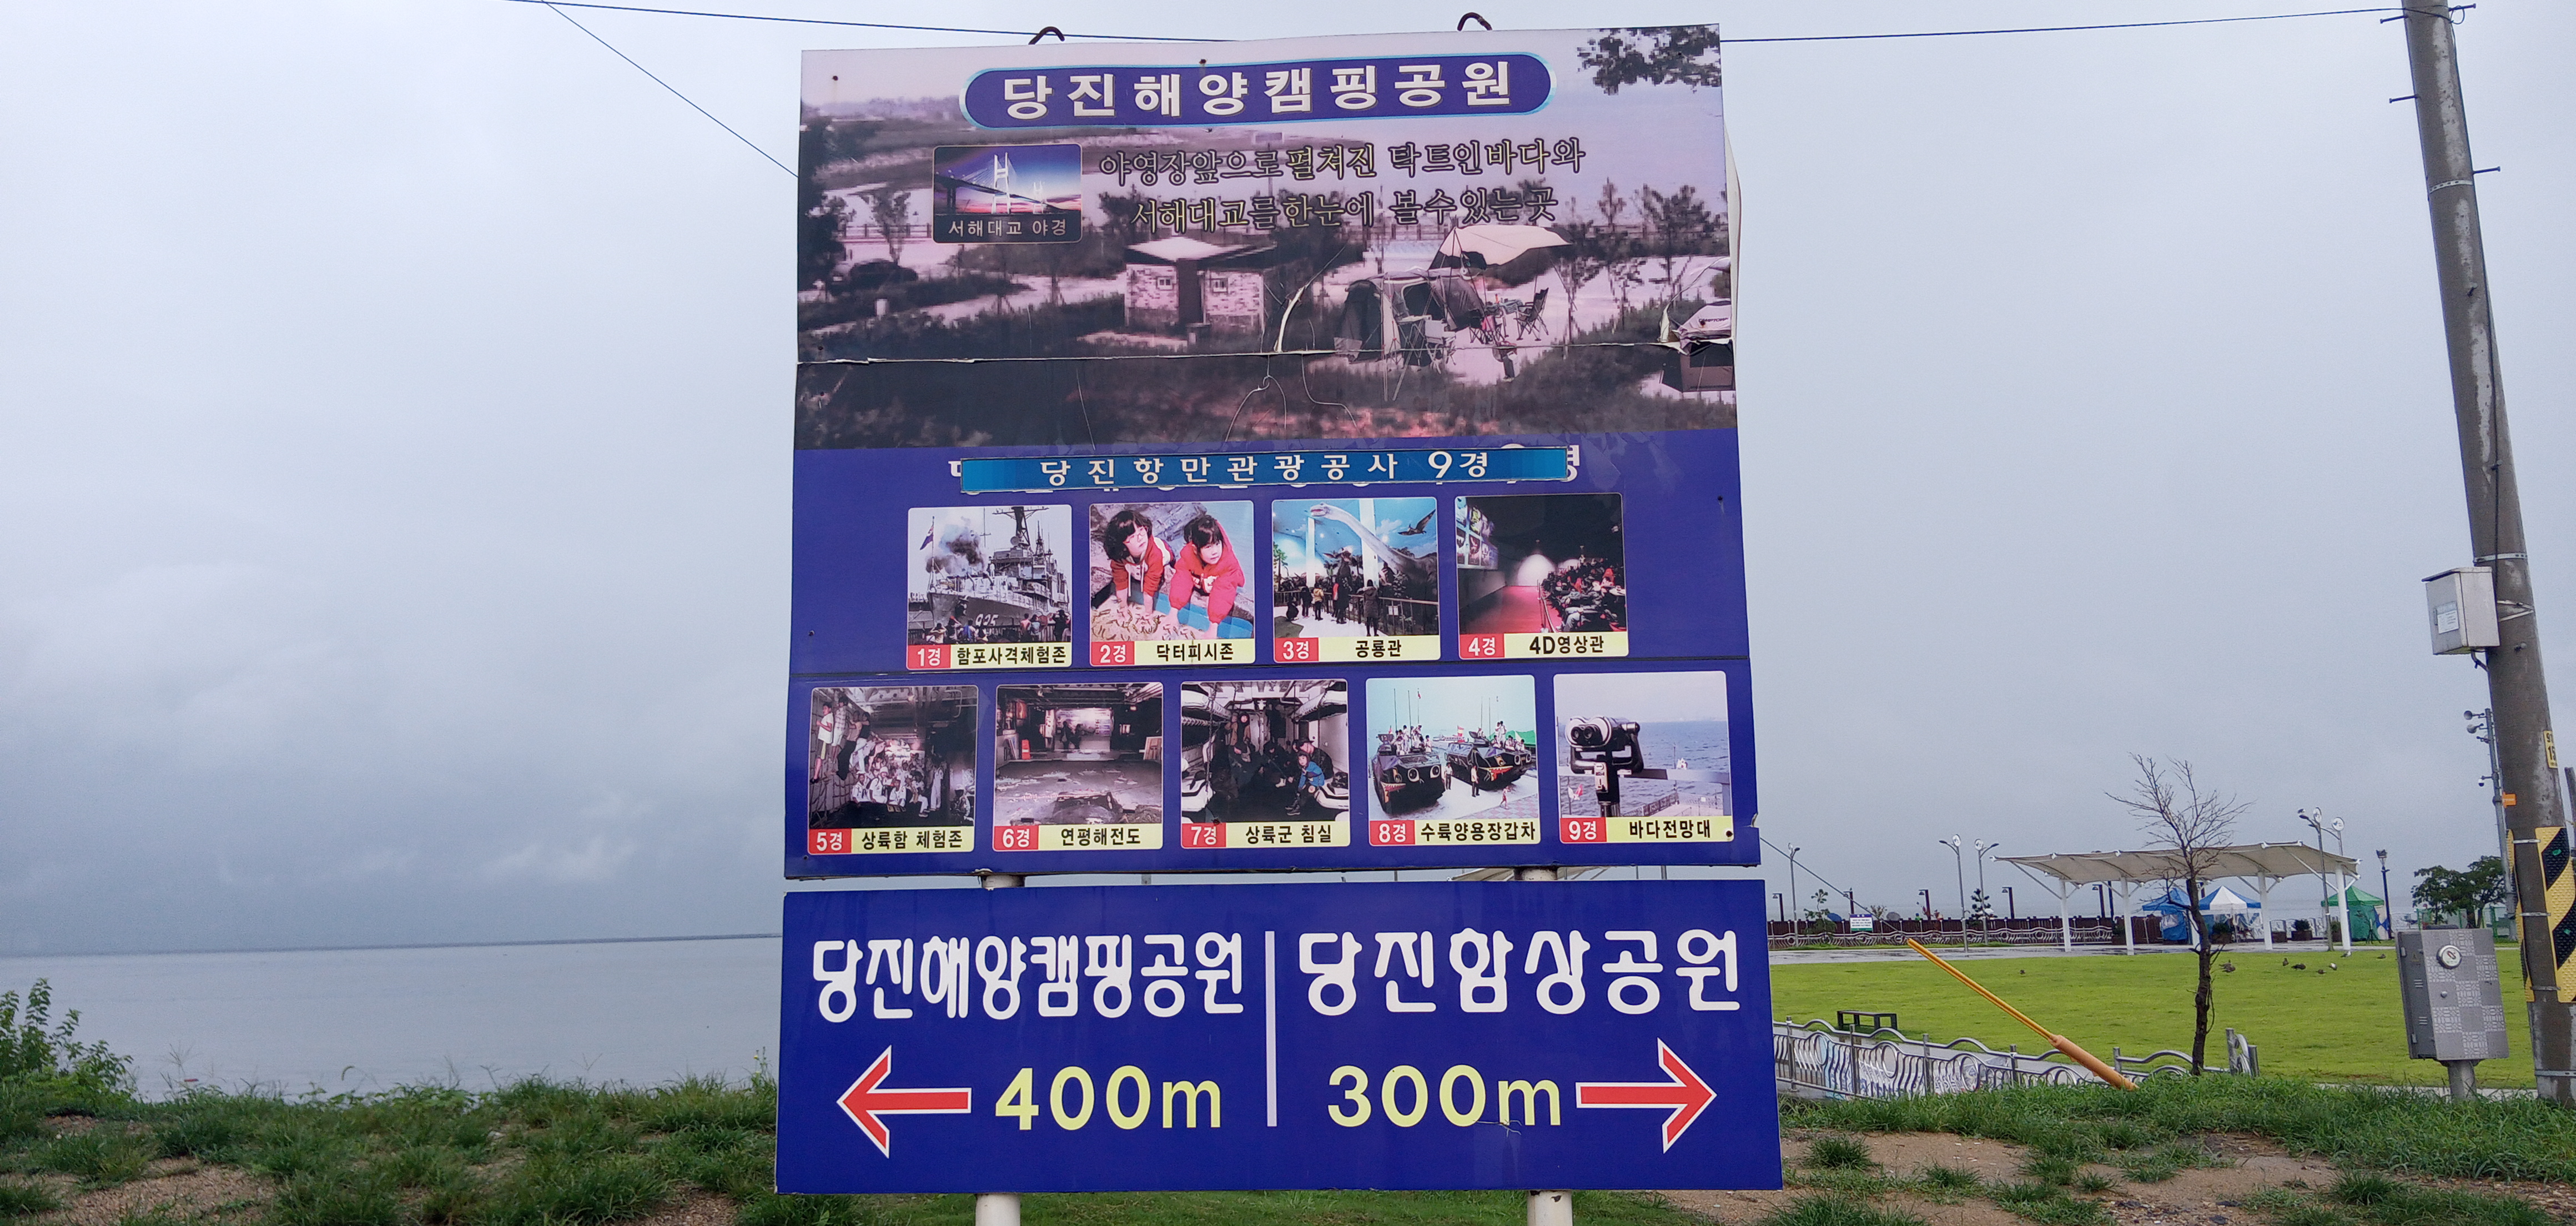 당진해양캠핑공원
야영장앞으로펼쳐진 탁트인바다와
서해대교를한눈에 볼수있는곳
서해대교 야경
당진항만관광공사 9경
1경 함포사격체험존
2경 닥터피시존
3경 공룡관
4경 4D영상관
5경 상륙함 체험존
6경 연평해전도
7경 상륙군 침실
8경 수륙양용장갑차
9경 바다전망대
당진해양캠핑공원
당진함상공원
400m
300m